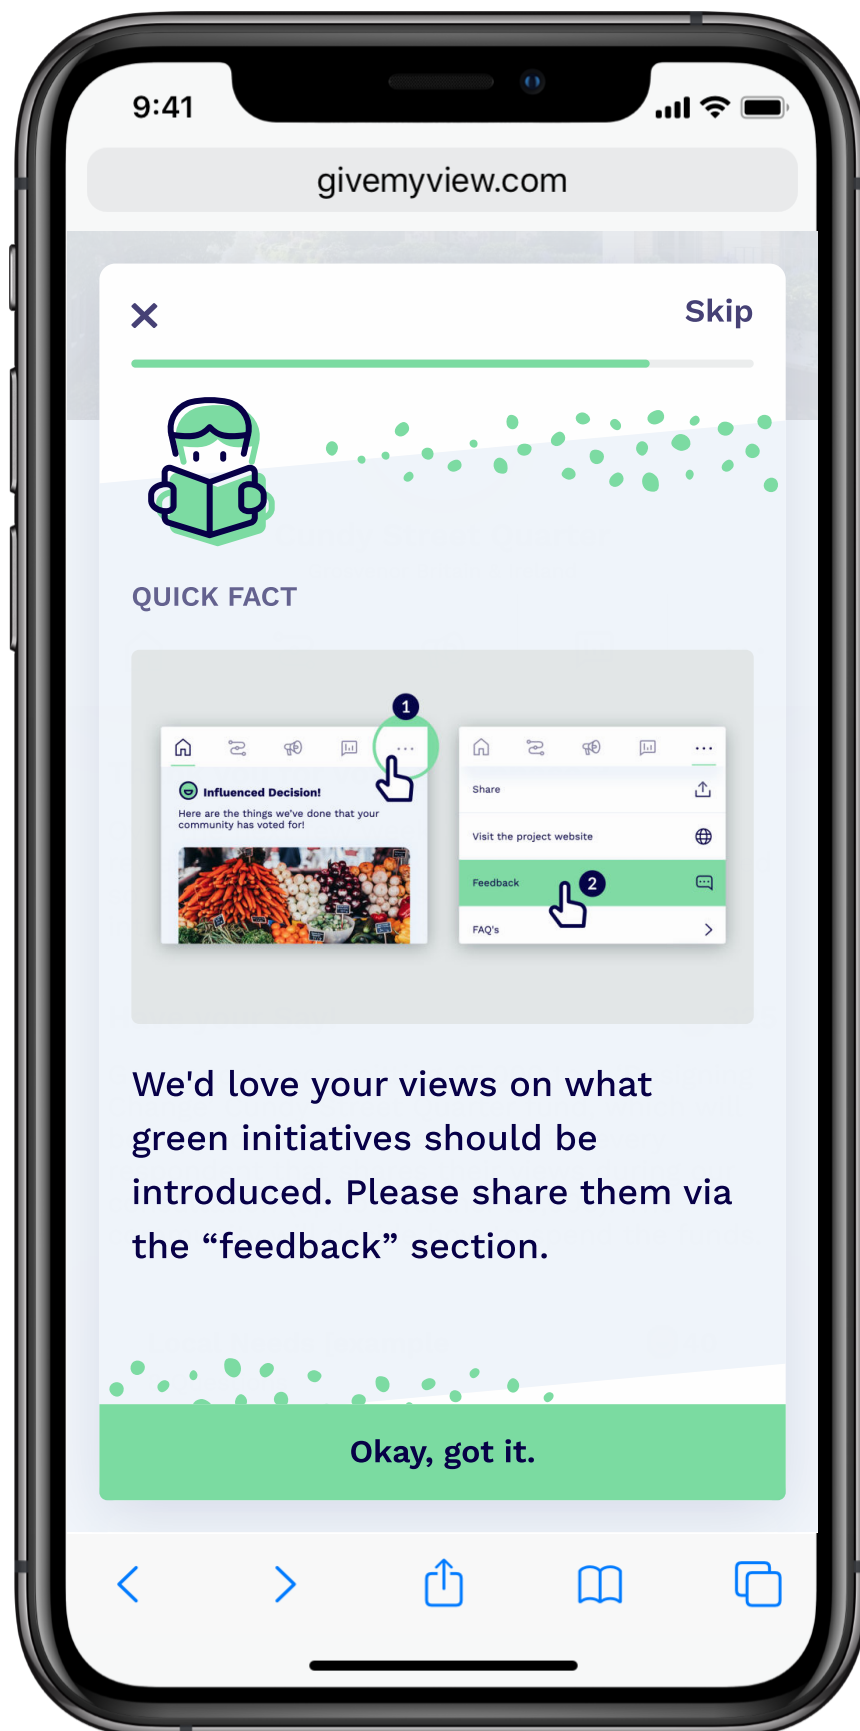 9:41
givemyview.com
Skip
QUICK FACT
1
Influenced Decision!
Here are the things we've done that your
community has voted for!
Share
Visit the project website
Feedback
2
FAQ's
We'd love your views on what
green initiatives should be
introduced. Please share them via
the “feedback” section.
Okay, got it.